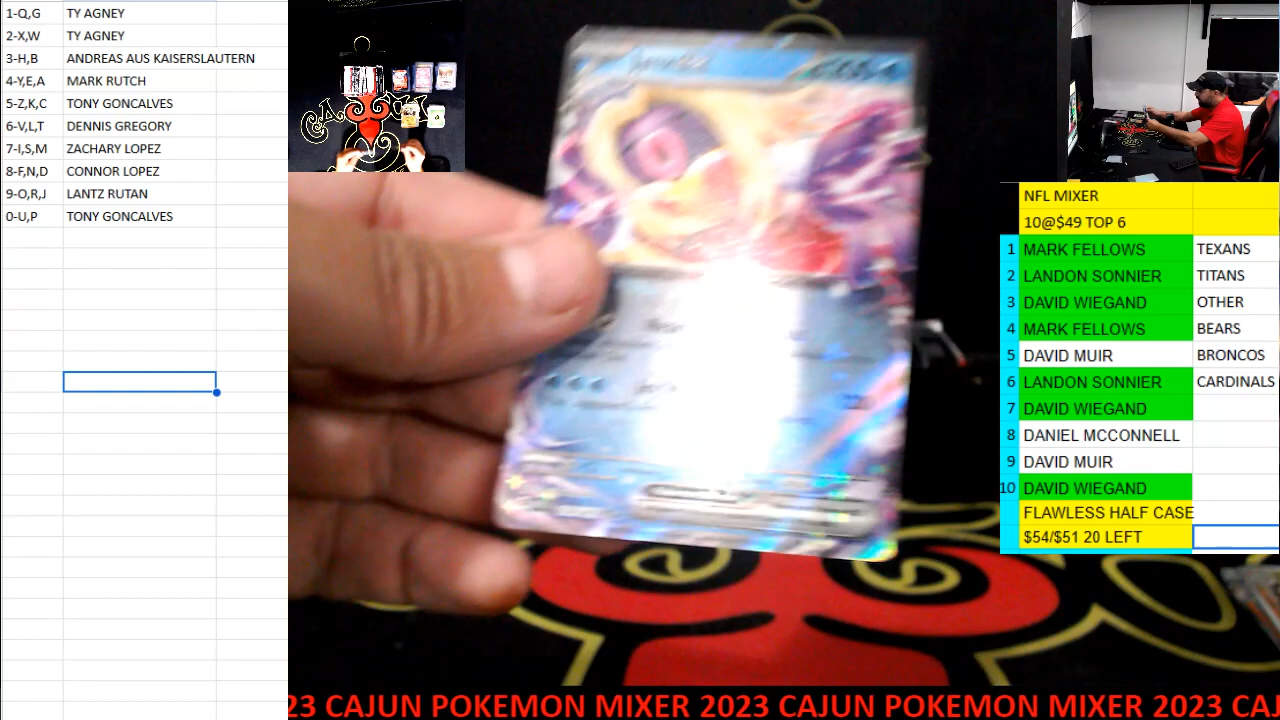 1-Q,G TY AGNEY
2-X,W TY AGNEY
3-H,B ANDREAS AUS KAISERSLAUTERN
4-Y,E,A MARK RUTCH
5-Z,K,C TONY GONCALVES
6-V,L,T DENNIS GREGORY
7-I,S,M ZACHARY LOPEZ
8-F,N,D CONNOR LOPEZ
9-O,R,J LANTZ RUTAN
0-U,P TONY GONCALVES
NFL MIXER
10@$49 TOP 6
1 MARK FELLOWS TEXANS
2 LANDON SONNIER TITANS
3 DAVID WIEGAND OTHER
4 MARK FELLOWS BEARS
5 DAVID MUIR BRONCOS
6 LANDON SONNIER CARDINALS
7 DAVID WIEGAND
8 DANIEL MCCONNELL
9 DAVID MUIR
10 DAVID WIEGAND
FLAWLESS HALF CASE
$54/$51 20 LEFT
23 CAJUN POKEMON MIXER 2023 CAJUN POKEMON MIXER 2023 CAJ